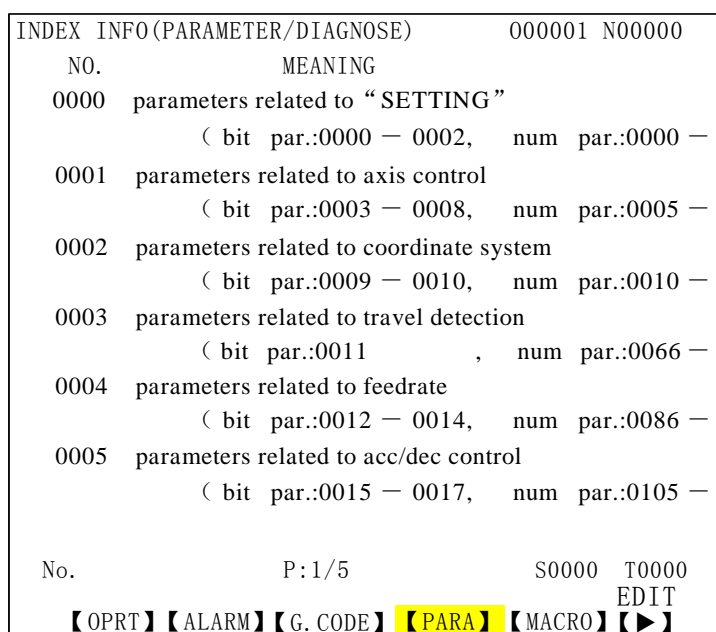 INDEX INFO(PARAMETER/DIAGNOSE) O00001 N00000
NO. MEANING
0000 parameters related to “SETTING”
( bit par.:0000－0002, num par.:0000－
0001 parameters related to axis control
( bit par.:0003－0008, num par.:0005－
0002 parameters related to coordinate system
( bit par.:0009－0010, num par.:0010－
0003 parameters related to travel detection
( bit par.:0011 , num par.:0066－
0004 parameters related to feedrate
( bit par.:0012－0014, num par.:0086－
0005 parameters related to acc/dec control
( bit par.:0015－0017, num par.:0105－
No. P:1/5 S0000 T0000
EDIT
【OPRT】【ALARM】【G.CODE】【PARA】【MACRO】【▶】